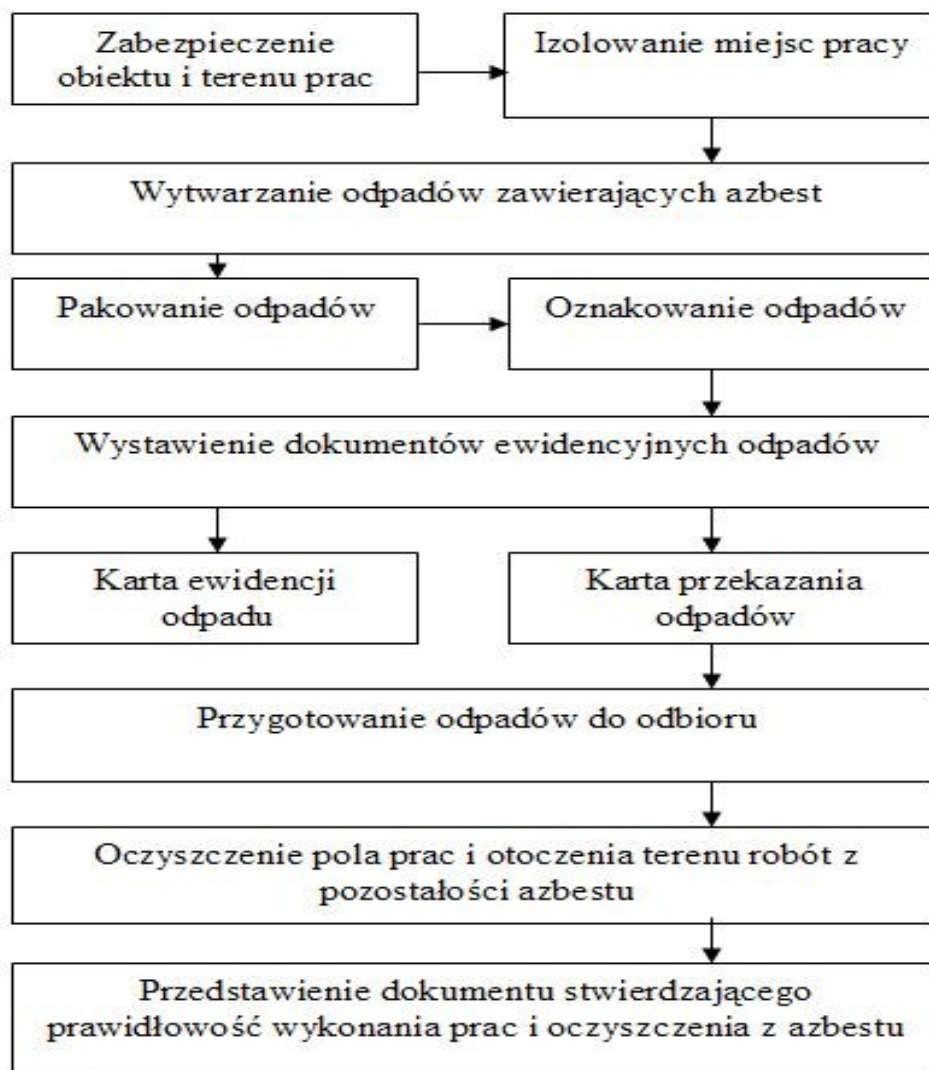 Zabezpieczenie
obiektu i terenu prac
Izolowanie miejsc pracy
Wytwarzanie odpadów zawierających azbest
Pakowanie odpadów
Oznakowanie odpadów
Wystawienie dokumentów ewidencyjnych odpadów
Karta ewidencji
odpadu
Karta przekazania
odpadów
Przygotowanie odpadów do odbioru
Oczyszczenie pola prac i otoczenia terenu robót z
pozostałości azbestu
Przedstawienie dokumentu stwierdzającego
prawidłowość wykonania prac i oczyszczenia z azbestu